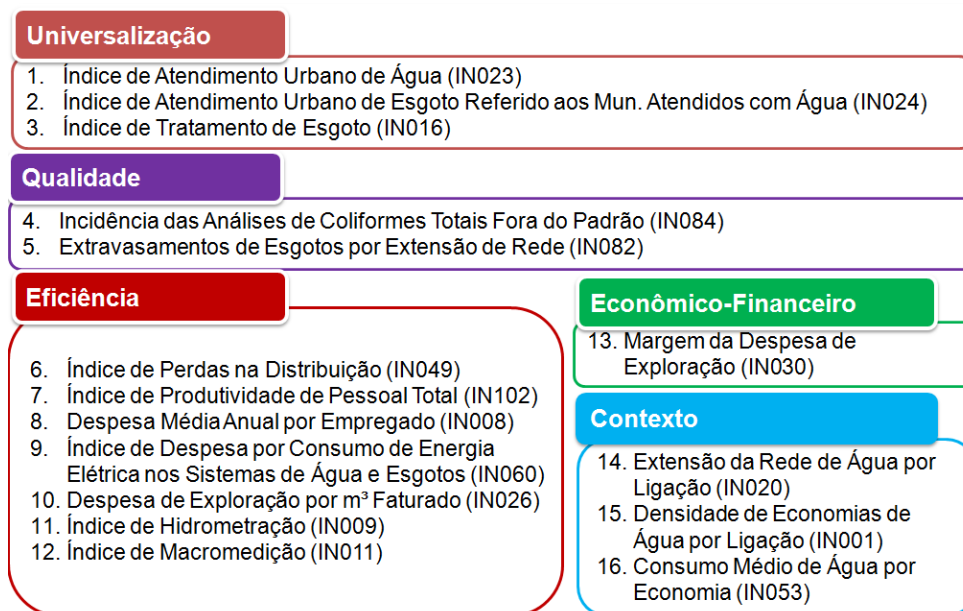 Universalização
1. Índice de Atendimento Urbano de Água (IN023)
2. Índice de Atendimento Urbano de Esgoto Referido aos Mun. Atendidos com Água (IN024)
3. Índice de Tratamento de Esgoto (IN016)
Qualidade
4. Incidência das Análises de Coliformes Totais Fora do Padrão (IN084)
5. Extravasamentos de Esgotos por Extensão de Rede (IN082)
Eficiência
6. Índice de Perdas na Distribuição (IN049)
7. Índice de Produtividade de Pessoal Total (IN102)
8. Despesa Média Anual por Empregado (IN008)
9. Índice de Despesa por Consumo de Energia
Elétrica nos Sistemas de Água e Esgotos (IN060)
10. Despesa de Exploração por m³ Faturado (IN026)
11. Índice de Hidrometração (IN009)
12. Índice de Macromedição (IN011)
Econômico-Financeiro
13. Margem da Despesa de
Exploração (IN030)
Contexto
14. Extensão da Rede de Água por
Ligação (IN020)
15. Densidade de Economias de
Água por Ligação (IN001)
16. Consumo Médio de Água por
Economia (IN053)